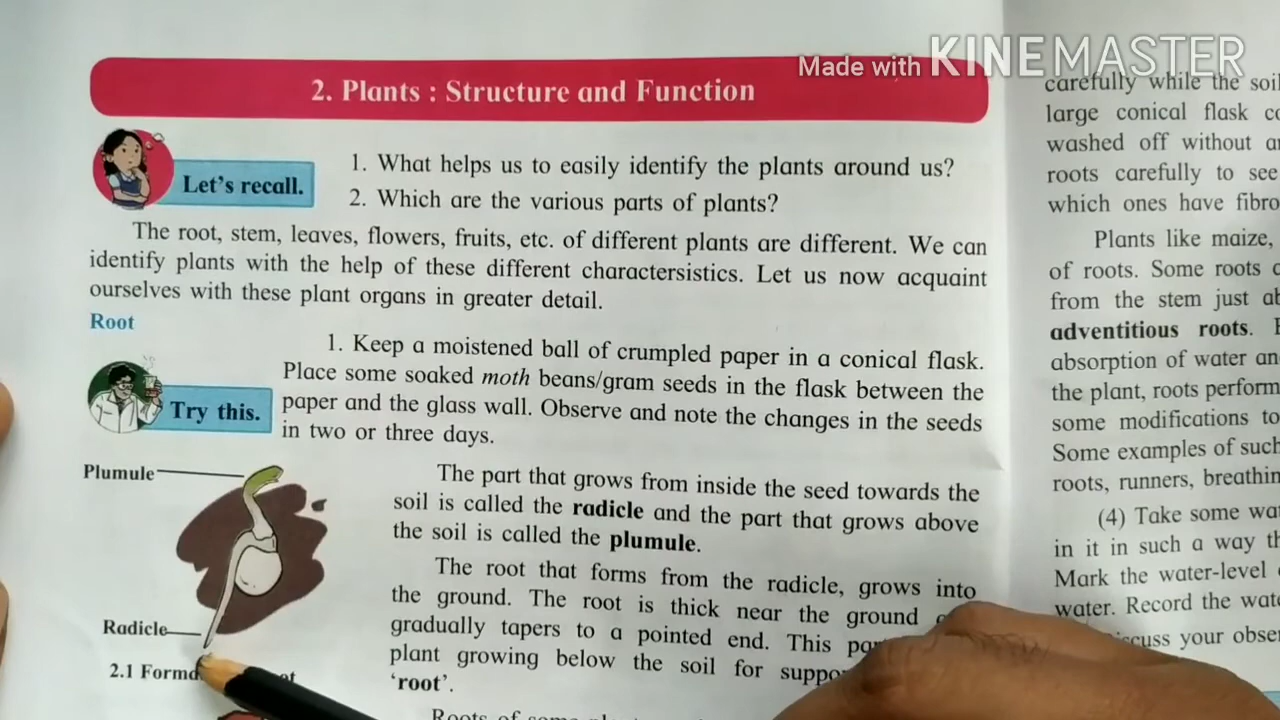 Made with KINEMASTER
2. Plants : Structure and Function
Let's recall.
1. What helps us to easily identify the plants around us?
2. Which are the various parts of plants?
The root, stem, leaves, flowers, fruits, etc. of different plants are different. We can
identify plants with the help of these different charactersistics. Let us now acquaint
ourselves with these plant organs in greater detail.
Root
Try this.
1. Keep a moistened ball of crumpled paper in a conical flask.
Place some soaked moth beans/gram seeds in the flask between the
paper and the glass wall. Observe and note the changes in the seeds
in two or three days.
Plumule
Radicle
2.1
The part that grows from inside the seed towards the
soil is called the radicle and the part that grows above
the soil is called the plumule.
The root that forms from the radicle, grows into
the ground. The root is thick near the ground
gradually tapers to a pointed end. This
plant growing below the soil for
'root'.
Roots of some
carefully while the
large conical flask
washed off without
roots carefully to see
which ones have
Plants like maize,
of roots. Some roots
from the stem just
adventitious roots.
absorption of water
the plant, roots
some modifications to
Some examples of such
roots, runners,
(4) Take some
in it in such a way
Mark the water-level
water. Record the
your